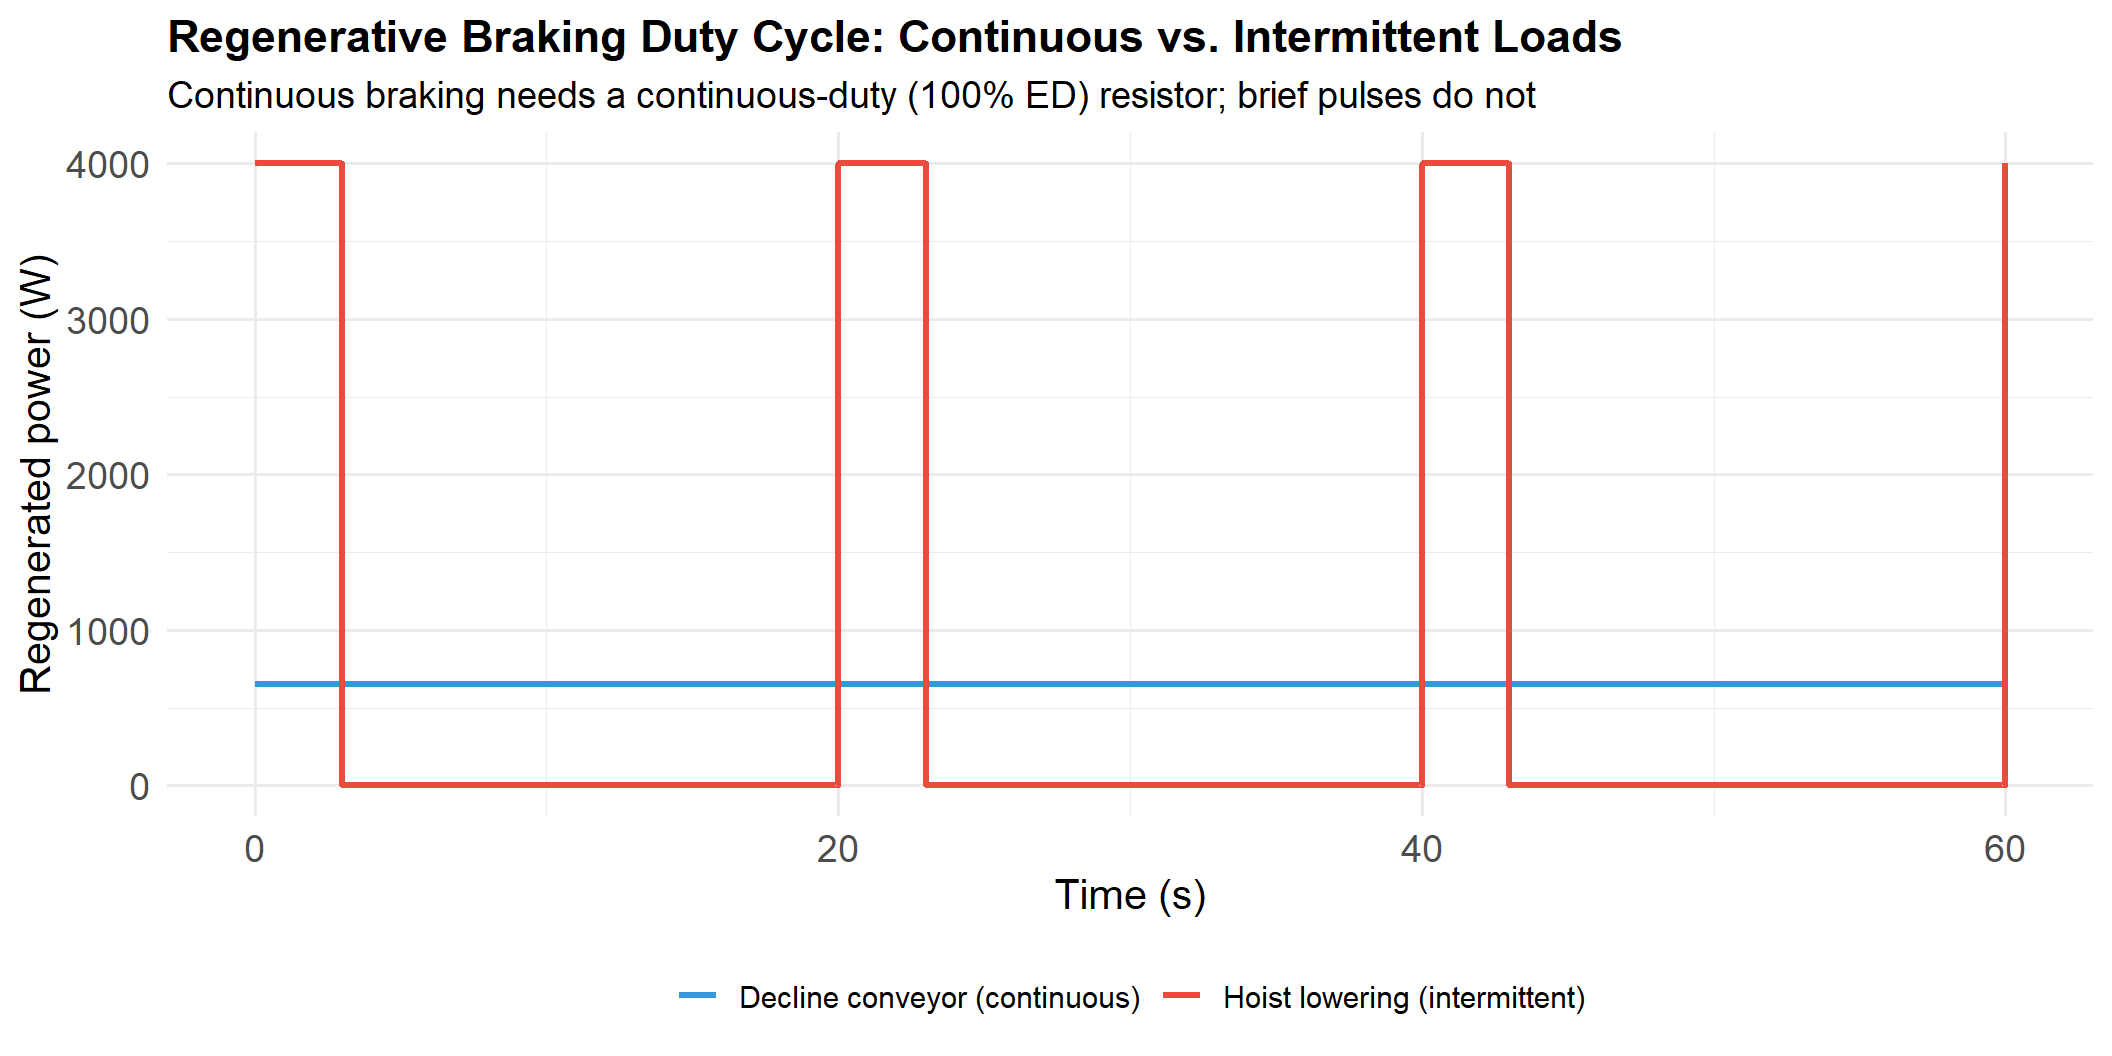 Regenerative Braking Duty Cycle: Continuous vs. Intermittent Loads
Continuous braking needs a continuous-duty (100% ED) resistor; brief pulses do not
Regenerated power (W)
4000
3000
2000
1000
0
0 20 40 60
Time (s)
Decline conveyor (continuous) Hoist lowering (intermittent)